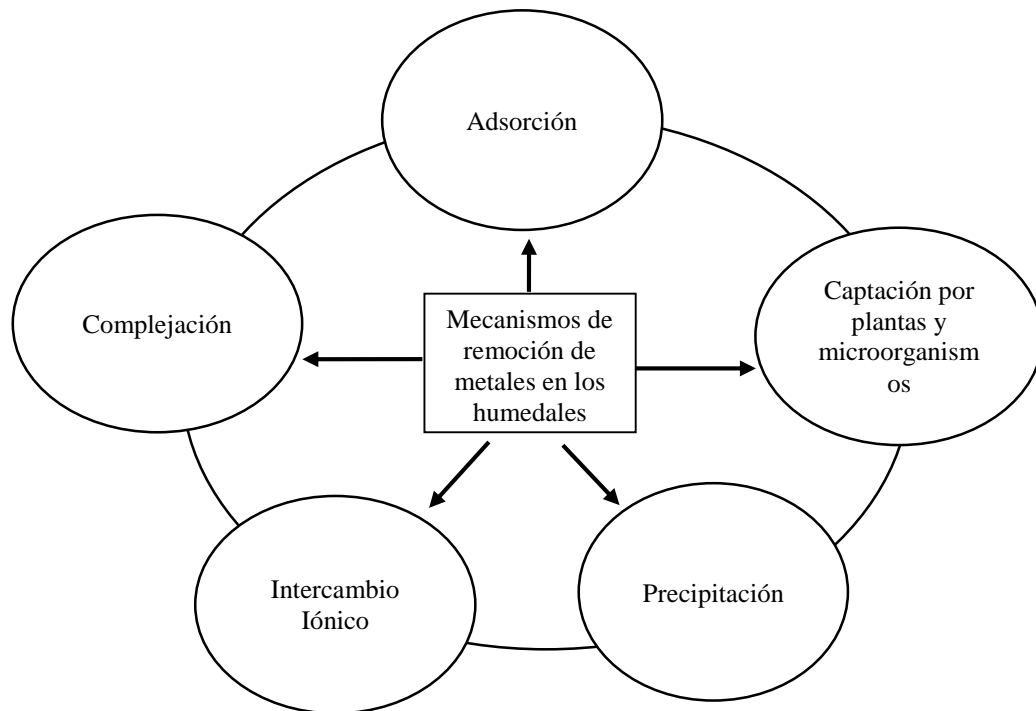 Adsorción
Complejación
Mecanismos de
remoción de
metales en los
humedales
Captación por
plantas y
microorganism
os
Intercambio
Iónico
Precipitación